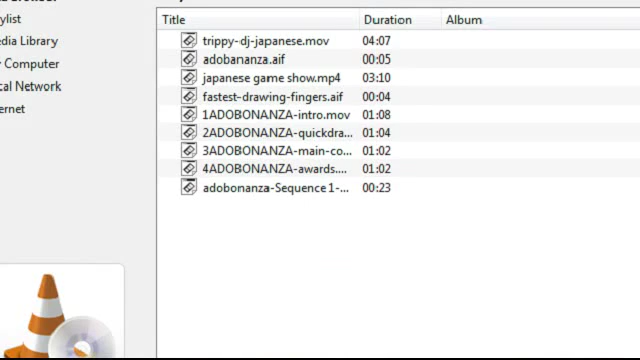 Title Duration Album
ylist
trippy-dj-japanese.mov 04:07
edia Library
adobananza.aif 00:05
Computer
japanese game show.mp4 03:10
cal Network
fastest-drawing-fingers.aif 00:04
ernet
1ADOBONANZA-intro.mov 01:08
2ADOBONANZA-quickdra... 01:04
3ADOBONANZA-main-co... 01:02
4ADOBONANZA-awards.... 01:02
adobonanza-Sequence 1-... 00:23